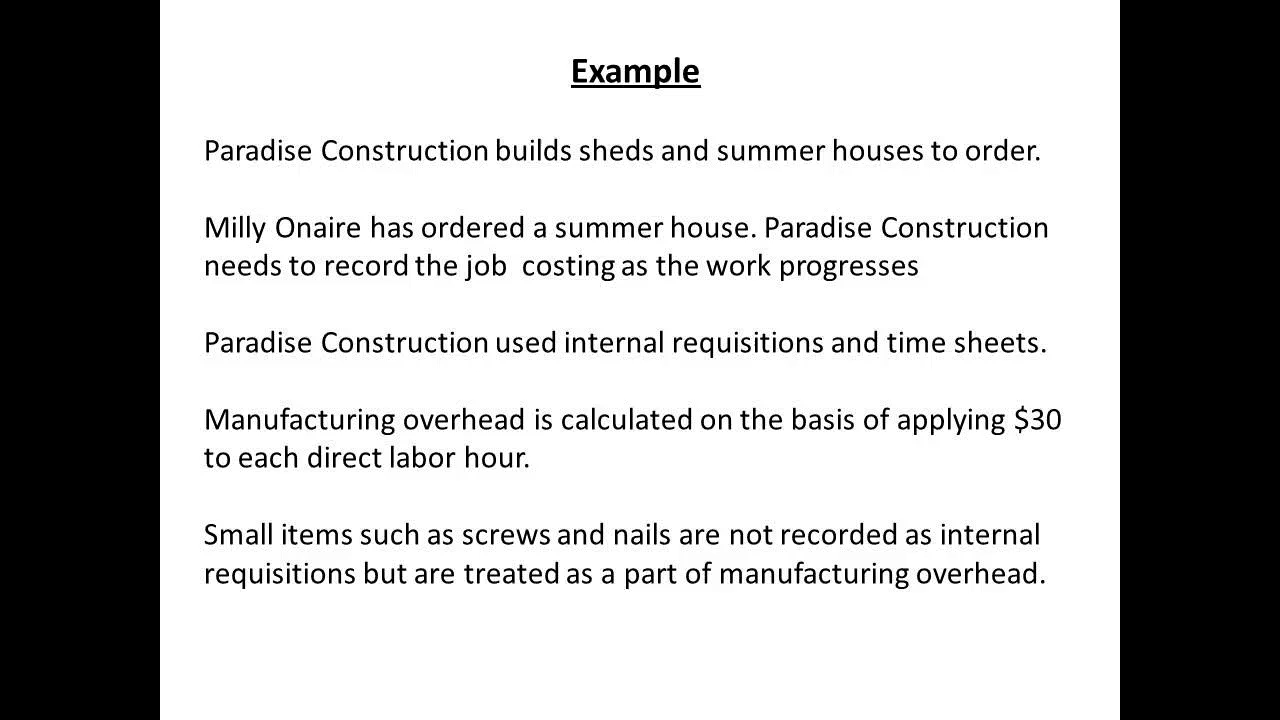 Example
Paradise Construction builds sheds and summer houses to order.
Milly Onaire has ordered a summer house. Paradise Construction
needs to record the job  costing as the work progresses
Paradise Construction used internal requisitions and time sheets.
Manufacturing overhead is calculated on the basis of applying $30
to each direct labor hour.
Small items such as screws and nails are not recorded as internal
requisitions but are treated as a part of manufacturing overhead.